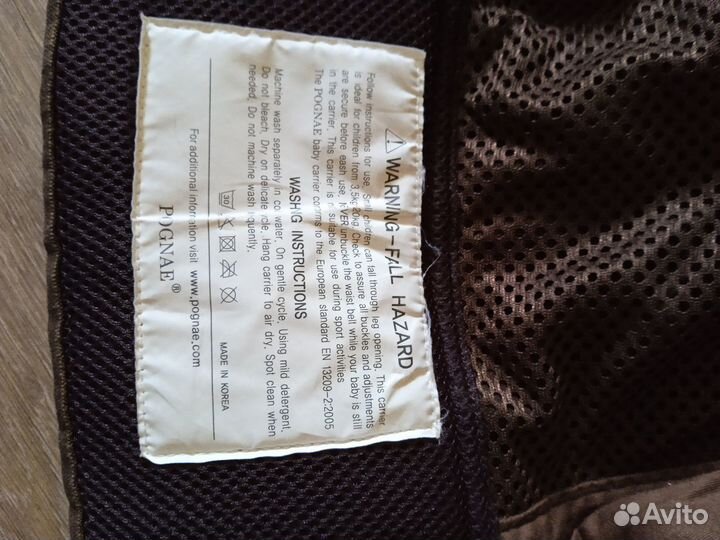 ⚠ WARNING-FALL HAZARD
Follow instructions for use. Small children can fall through leg opening. This carrier
is ideal for children from 3.5kg 20kg. Check to assure all buckles and adjustments
are secure before eash use. NEVER unbuckle the waist belt while your baby is still
in the carrier. This carrier is not suitable for use during sport activities
The POGNAE baby carrier comforms to the European standard EN 13209-2:2005
WASHING INSTRUCTIONS
Machine wash separately in cool water. On gentle cycle. Using mild detergent.
Do not bleach. Dry on delicate cycle. Hang carrier to air dry. Spot clean when
needed. Do not machine wash frequently.
30
MADE IN KOREA
For additional information visit www.pognae.com
POGNAE®
Avito